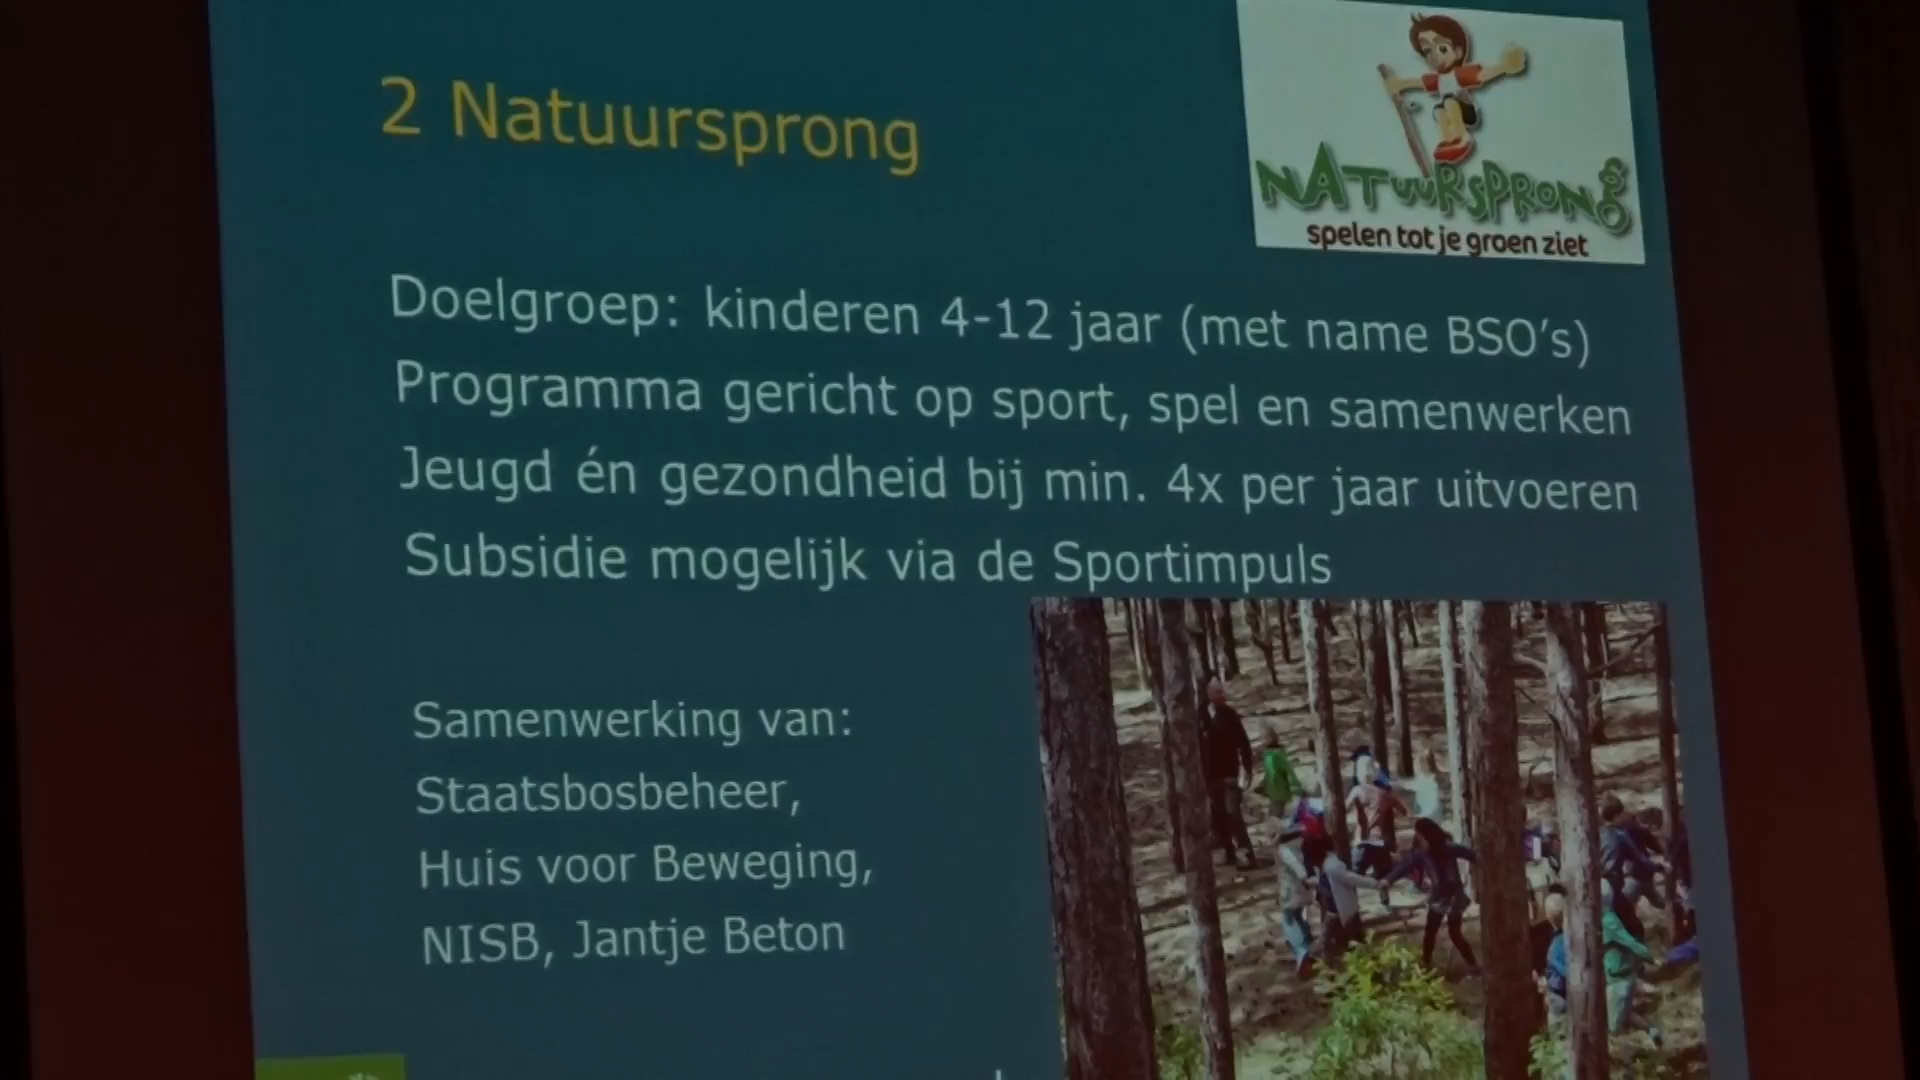 2 Natuursprong
NATUURSPRONG
spelen tot je groen ziet
Doelgroep: kinderen 4-12 jaar (met name BSO's)
Programma gericht op sport, spel en samenwerken
Jeugd én gezondheid bij min. 4x per jaar uitvoeren
Subsidie mogelijk via de Sportimpuls
Samenwerking van:
Staatsbosbeheer,
Huis voor Beweging,
NISB, Jantje Beton